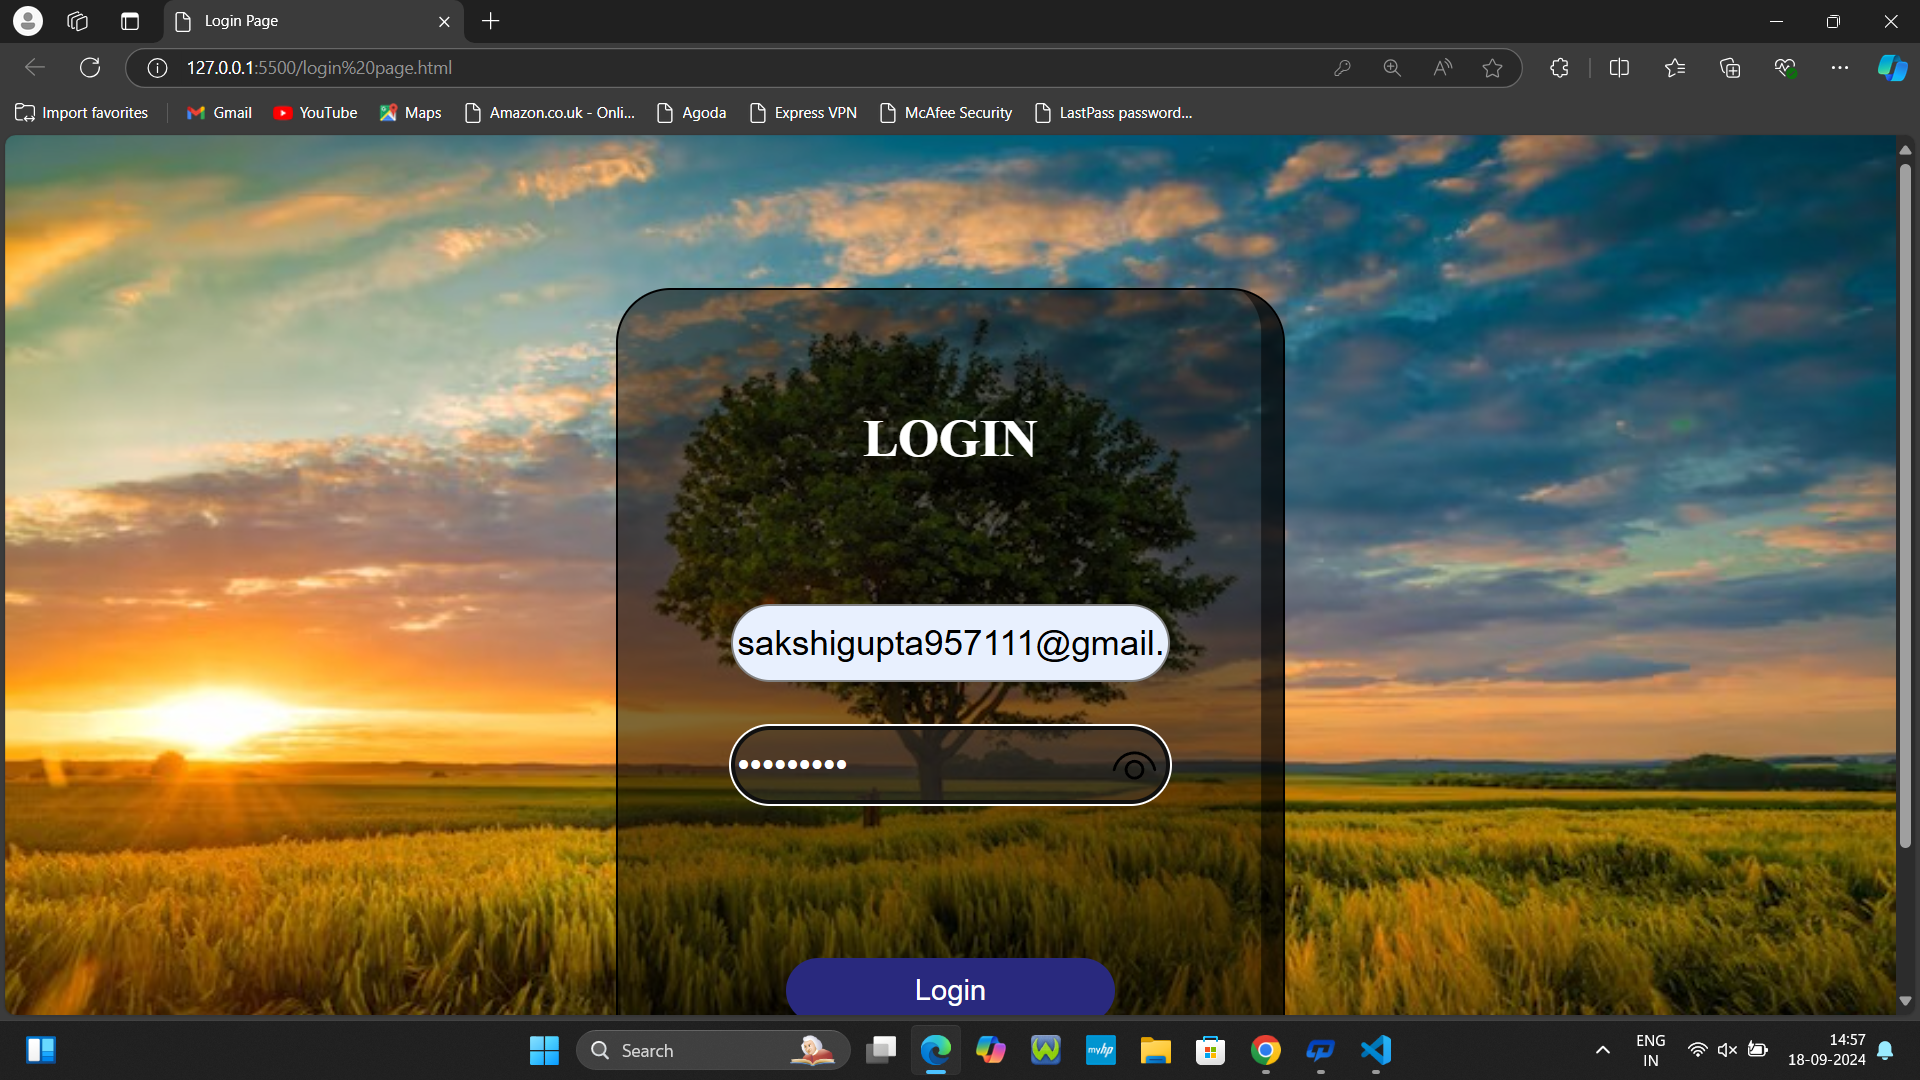 Login Page
127.0.0.1:5500/login%20page.html
Import favorites
Gmail
YouTube
Maps
Amazon.co.uk - Onli...
Agoda
Express VPN
McAfee Security
LastPass password...
LOGIN
sakshigupta957111@gmail.
•••••••••
Login
Search
myhp
ENG
IN
14:57
18-09-2024